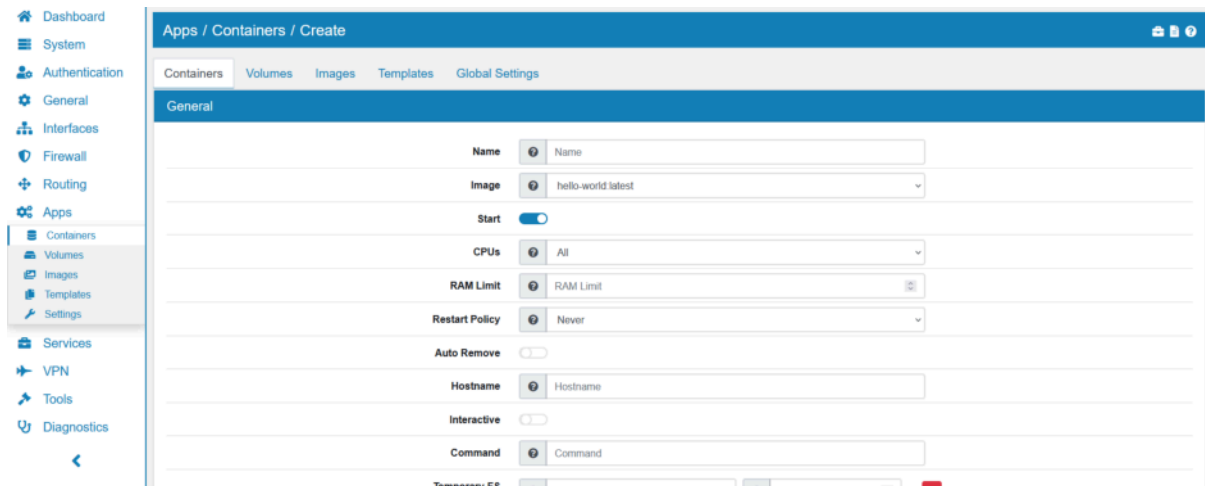 Dashboard
System
Authentication
General
Interfaces
Firewall
Routing
Apps
Containers
Volumes
Images
Templates
Settings
Services
VPN
Tools
Diagnostics
Apps / Containers / Create
Containers Volumes Images Templates Global Settings
General
Name Name
Image hello-world:latest
Start
CPUs All
RAM Limit RAM Limit
Restart Policy Never
Auto Remove
Hostname Hostname
Interactive
Command Command
Temporary FS